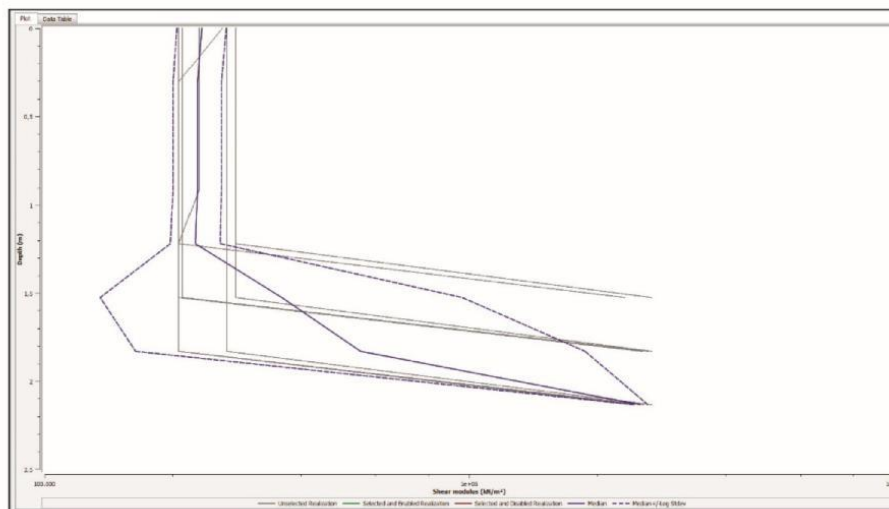 Plot Data Table
0
0,5
1
1,5
2
2,5
Depth (m)
100.000 1e+06
Shear modulus (kN/m²)
Unselected Realization Selected and Enabled Realization Selected and Disabled Realization Median Median+/-Log Stdev